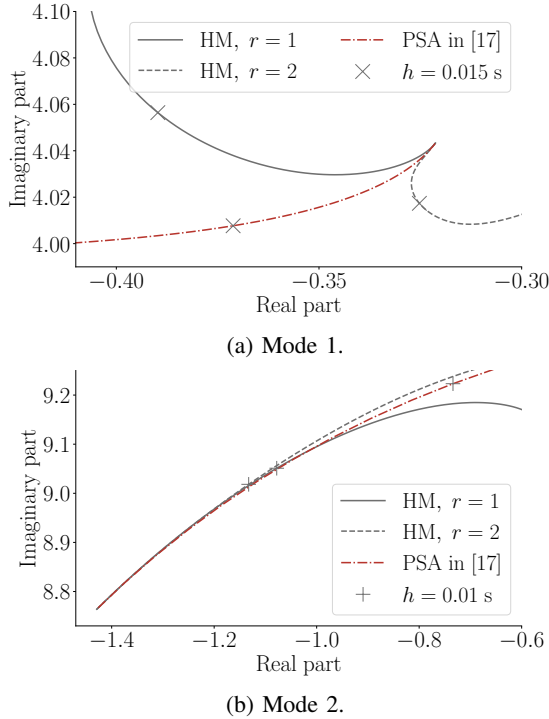 4.10
4.08
4.06
4.04
4.02
4.00
Imaginary part
HM, r = 1
HM, r = 2
PSA in [17]
h = 0.015 s
−0.40
−0.35
−0.30
Real part
(a) Mode 1.
9.2
9.1
9.0
8.9
8.8
Imaginary part
HM, r = 1
HM, r = 2
PSA in [17]
h = 0.01 s
−1.4
−1.2
−1.0
−0.8
−0.6
Real part
(b) Mode 2.